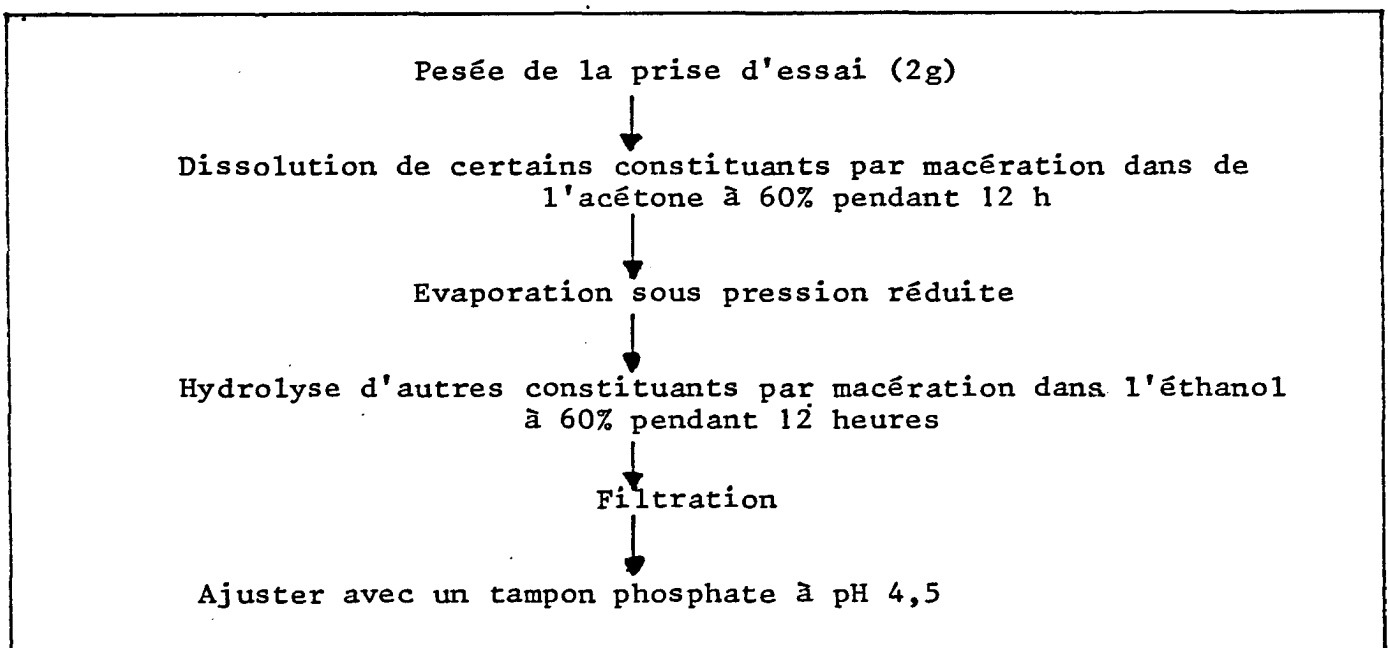 Pesée de la prise d'essai (2g)
Dissolution de certains constituants par macération dans de
l'acétone à 60% pendant 12 h
Evaporation sous pression réduite
Hydrolyse d'autres constituants par macération dans l'éthanol
à 60% pendant 12 heures
Filtration
Ajuster avec un tampon phosphate à pH 4,5